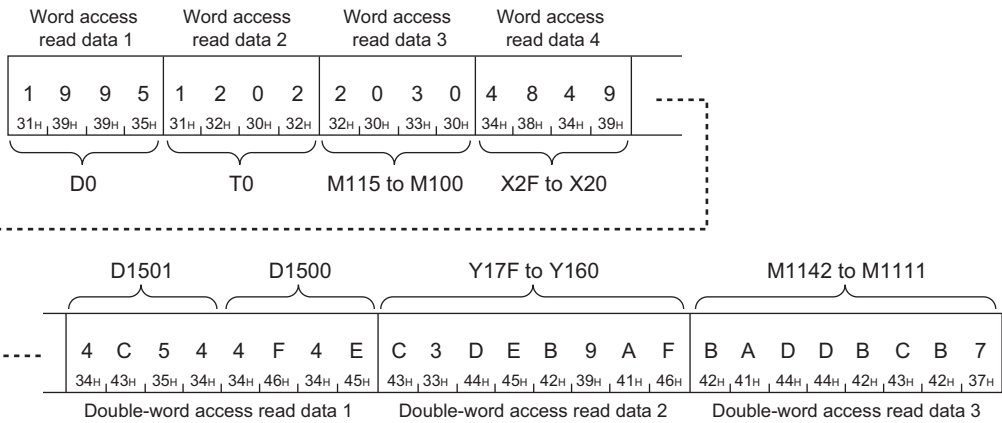 Word access Word access Word access Word access
read data 1 read data 2 read data 3 read data 4
1 9 9 5 1 2 0 2 2 0 3 0 4 8 4 9
31H 39H 39H 35H 31H 32H 30H 32H 32H 30H 33H 30H 34H 38H 34H 39H
D0 T0 M115 to M100 X2F to X20
D1501 D1500 Y17F to Y160 M1142 to M1111
4 C 5 4 4 F 4 E C 3 D E B 9 A F B A D D B C B 7
34H 43H 35H 34H 34H 46H 34H 45H 43H 33H 44H 45H 42H 39H 41H 46H 42H 41H 44H 44H 42H 43H 42H 37H
Double-word access read data 1 Double-word access read data 2 Double-word access read data 3